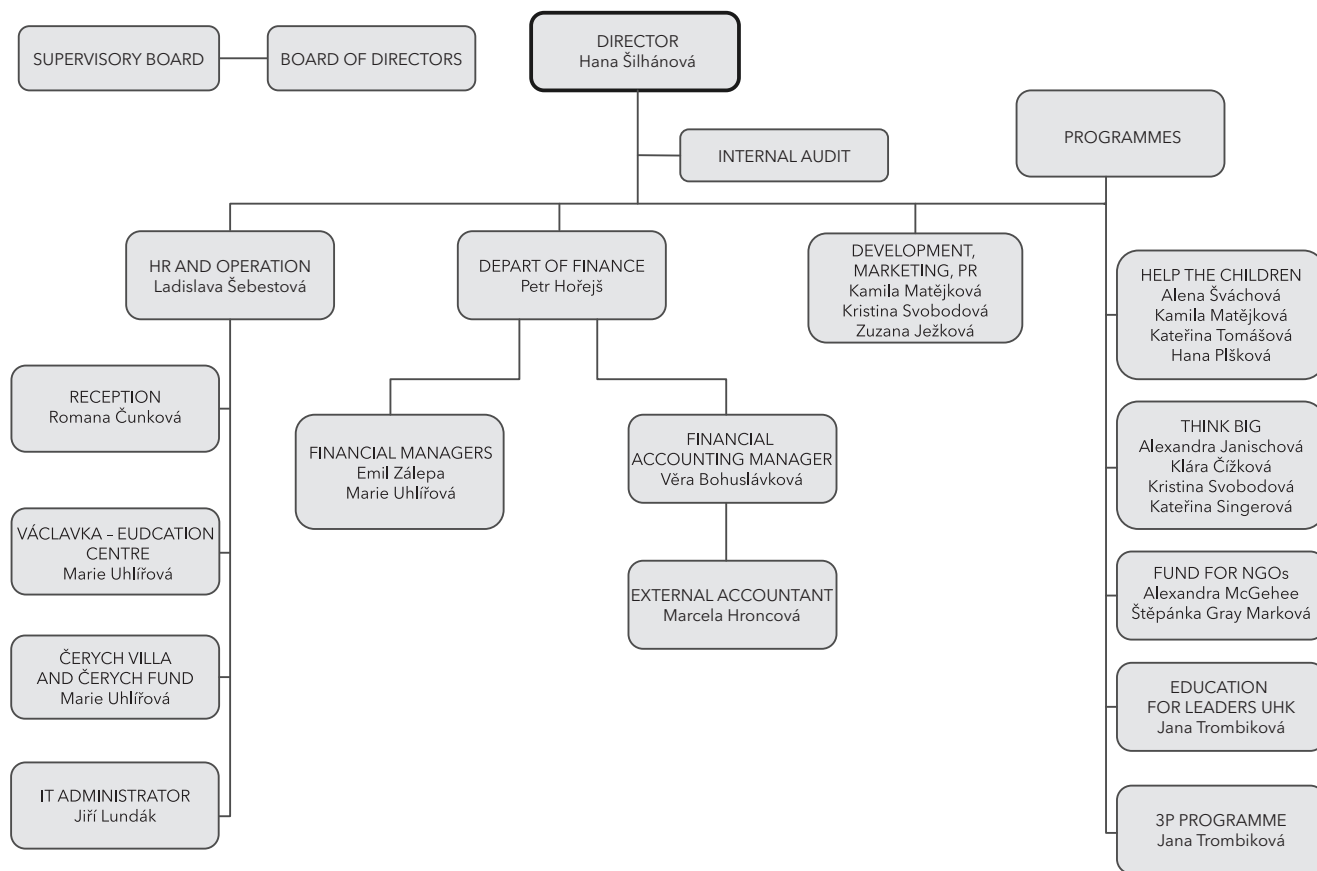 SUPERVISORY BOARD
BOARD OF DIRECTORS
DIRECTOR
Hana Šilhánová
INTERNAL AUDIT
PROGRAMMES
HR AND OPERATION
Ladislava Šebestová
DEPART OF FINANCE
Petr Hořejš
DEVELOPMENT,
MARKETING, PR
Kamila Matějková
Kristina Svobodová
Zuzana Ježková
HELP THE CHILDREN
Alena Šváchová
Kamila Matějková
Kateřina Tomášová
Hana Plšková
RECEPTION
Romana Čunková
FINANCIAL MANAGERS
Emil Zálepa
Marie Uhlířová
FINANCIAL
ACCOUNTING MANAGER
Věra Bohuslávková
THINK BIG
Alexandra Janischová
Klára Čížková
Kristina Svobodová
Kateřina Singerová
VÁCLAVKA – EUDCATION
CENTRE
Marie Uhlířová
EXTERNAL ACCOUNTANT
Marcela Hroncová
FUND FOR NGOs
Alexandra McGehee
Štěpánka Gray Marková
ČERYCH VILLA
AND ČERYCH FUND
Marie Uhlířová
EDUCATION
FOR LEADERS UHK
Jana Trombiková
IT ADMINISTRATOR
Jiří Lundák
3P PROGRAMME
Jana Trombiková